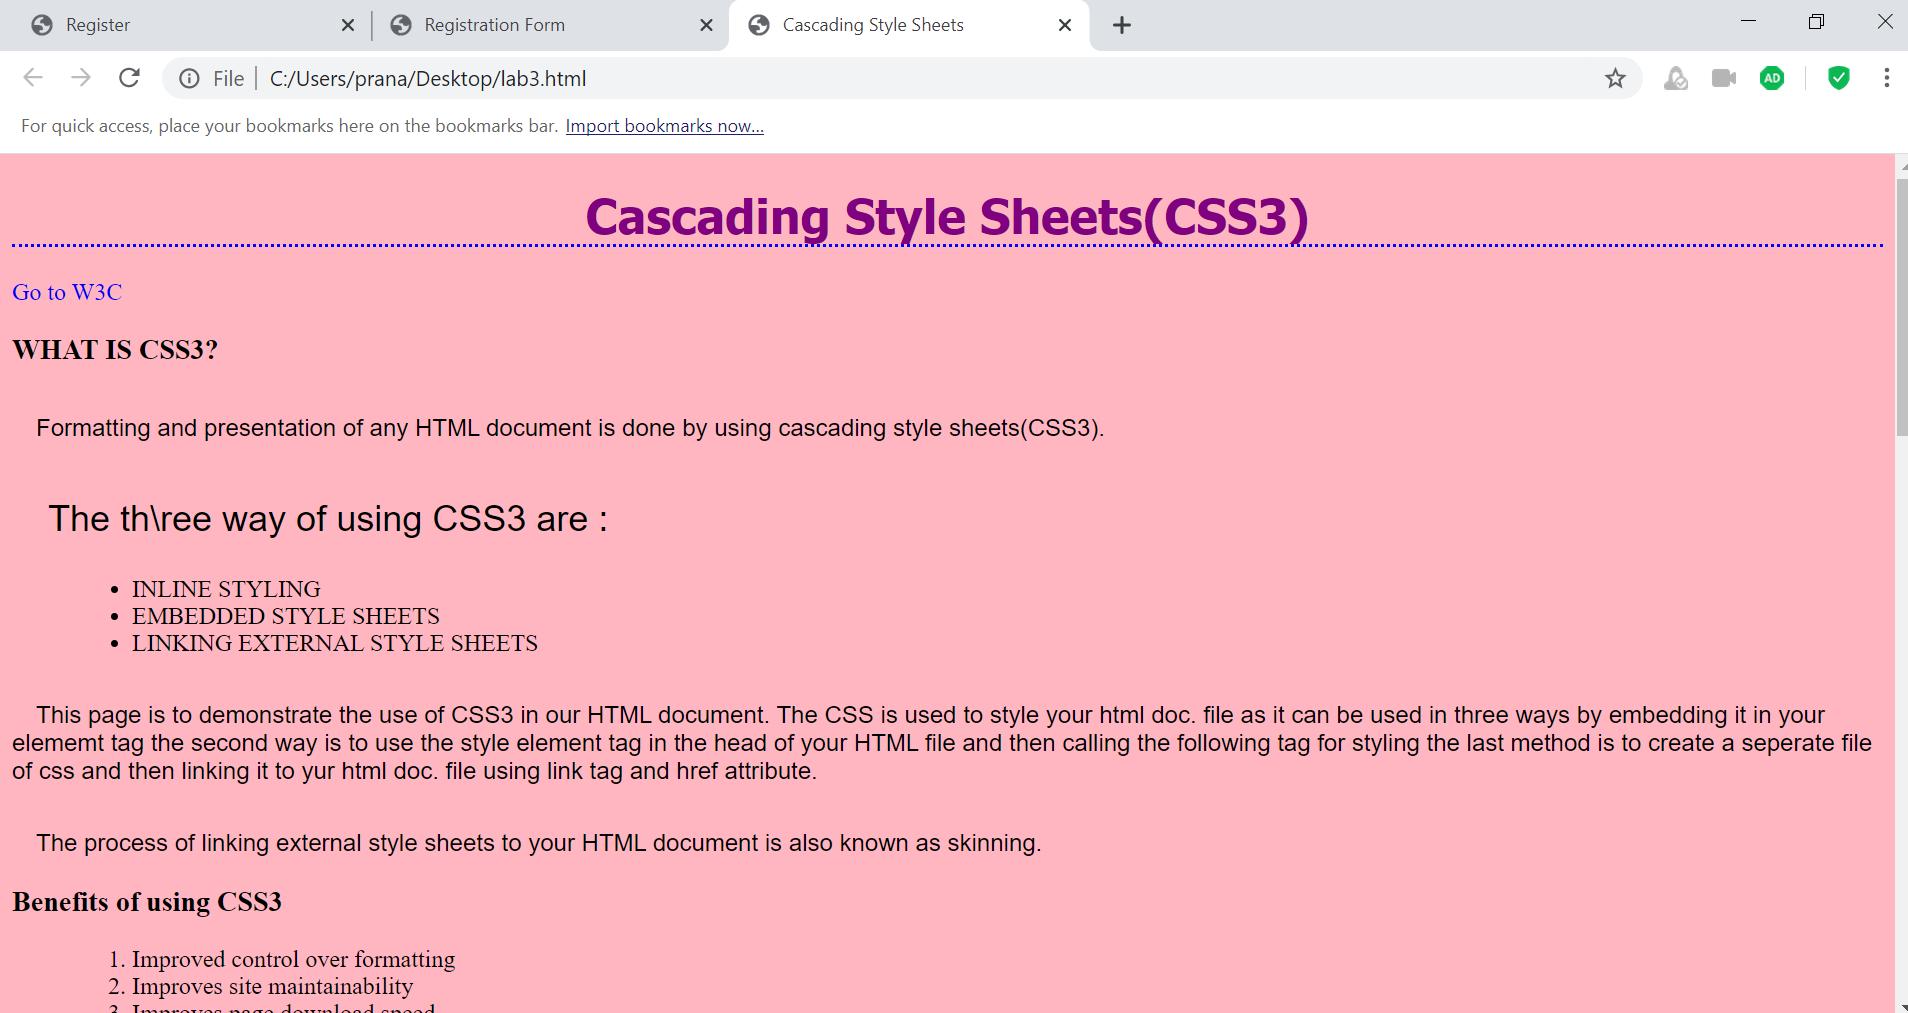 Register
Registration Form
Cascading Style Sheets
File
C:/Users/prana/Desktop/lab3.html
AD
For quick access, place your bookmarks here on the bookmarks bar. Import bookmarks now...
Cascading Style Sheets(CSS3)
Go to W3C
WHAT IS CSS3?
Formatting and presentation of any HTML document is done by using cascading style sheets(CSS3).
The th\ree way of using CSS3 are :
• INLINE STYLING
• EMBEDDED STYLE SHEETS
• LINKING EXTERNAL STYLE SHEETS
This page is to demonstrate the use of CSS3 in our HTML document. The CSS is used to style your html doc. file as it can be used in three ways by embedding it in your
elememt tag the second way is to use the style element tag in the head of your HTML file and then calling the following tag for styling the last method is to create a seperate file
of css and then linking it to yur html doc. file using link tag and href attribute.
The process of linking external style sheets to your HTML document is also known as skinning.
Benefits of using CSS3
1. Improved control over formatting
2. Improves site maintainability
3. Improves page download speed